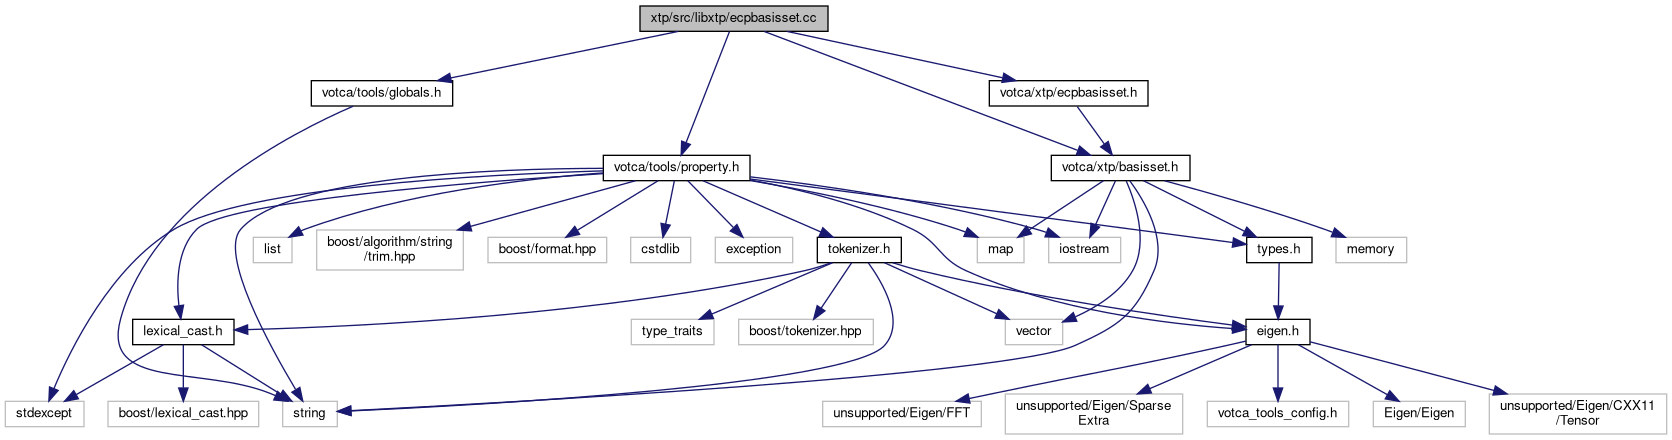 xtp/src/libxtp/ecpbasisset.cc
votca/tools/globals.h
votca/xtp/ecpbasisset.h
votca/tools/property.h
votca/xtp/basisset.h
list
boost/algorithm/string
/trim.hpp
boost/format.hpp
cstdlib
exception
tokenizer.h
map
iostream
types.h
memory
lexical_cast.h
type_traits
boost/tokenizer.hpp
vector
eigen.h
stdexcept
boost/lexical_cast.hpp
string
unsupported/Eigen/FFT
unsupported/Eigen/Sparse
Extra
votca_tools_config.h
Eigen/Eigen
unsupported/Eigen/CXX11
/Tensor